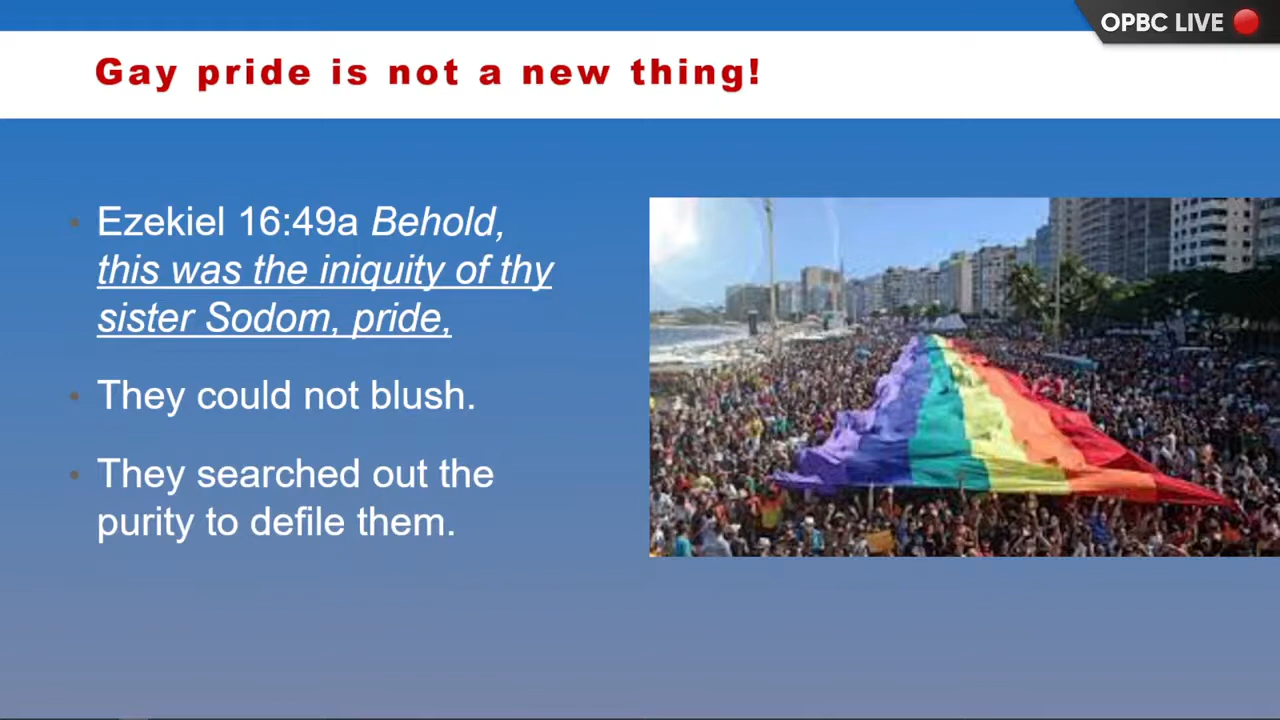 OPBC LIVE
Gay pride is not a new thing!
• Ezekiel 16:49a Behold,
this was the iniquity of thy
sister Sodom, pride,
• They could not blush.
• They searched out the
purity to defile them.